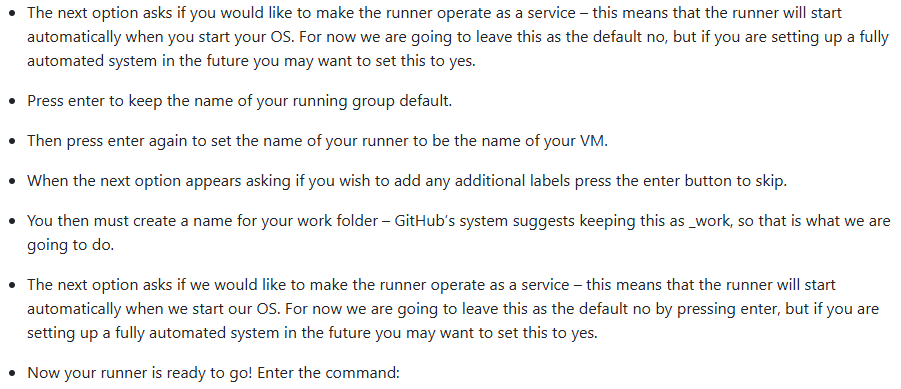 • The next option asks if you would like to make the runner operate as a service – this means that the runner will start
automatically when you start your OS. For now we are going to leave this as the default no, but if you are setting up a fully
automated system in the future you may want to set this to yes.
• Press enter to keep the name of your running group default.
• Then press enter again to set the name of your runner to be the name of your VM.
• When the next option appears asking if you wish to add any additional labels press the enter button to skip.
• You then must create a name for your work folder – GitHub's system suggests keeping this as _work, so that is what we are
going to do.
• The next option asks if we would like to make the runner operate as a service – this means that the runner will start
automatically when we start our OS. For now we are going to leave this as the default no by pressing enter, but if you are
setting up a fully automated system in the future you may want to set this to yes.
• Now your runner is ready to go! Enter the command: